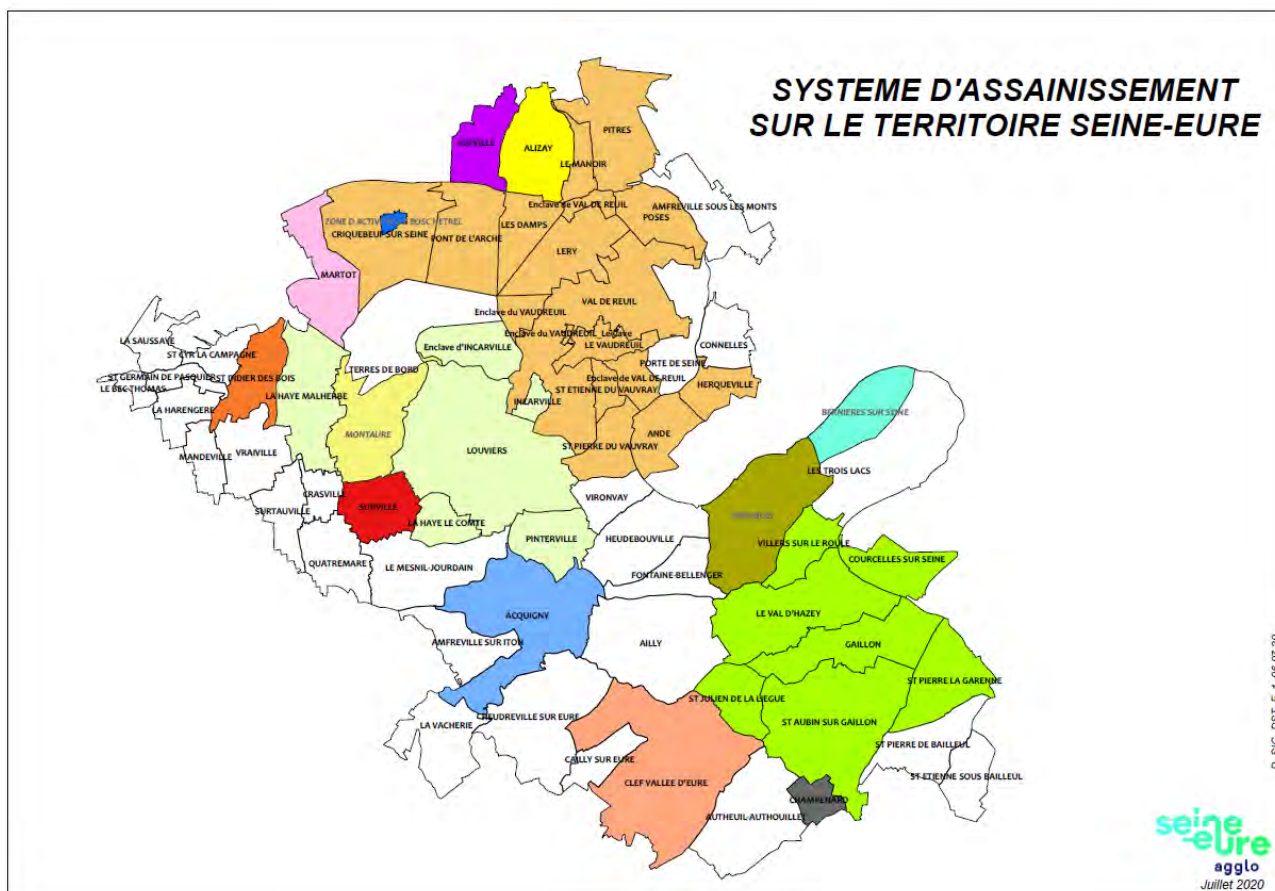 SYSTEME D'ASSAINISSEMENT
SUR LE TERRITOIRE SEINE-EURE
PITRES
ALIZAY
LE MANOIR
Enclave de VAL DE REUIL
AMFREVILLE SOUS LES MONTS
POSES
CRIQUEBEUF SUR SEINE
PONT DE L'ARCHE
LES DAMPS
LERY
MARTOT
VAL DE REUIL
Enclave du VAUDREUIL
Enclave du VAUDREUIL
LE VAUDREUIL
CONNELLES
LA SAUSSAYE
ST CYR LA CAMPAGNE
Enclave d'INCARVILLE
PORTE DE SEINE
TERRES DE BORD
ST GERMAIN DE PASQUIER
ST DIDIER DES BOIS
LE BEC THOMAS
Enclave de VAL DE REUIL
ST ETIENNE DU VAUVRAY
HERQUEVILLE
LA HAYE MALHERBE
INCARVILLE
LA HARENGERE
BERNIERES SUR SEINE
MONTAURE
ANDE
ST PIERRE DU VAUVRAY
LOUVIERS
MANDEVILLE
VRAIVILLE
LES TROIS LACS
CRASVILLE
VIRONVAY
SURTAUVILLE
SURVILLE
LA HAYE LE COMTE
PINTERVILLE
HEUDEBOUVILLE
VILLERS SUR LE ROULE
COURCELLES SUR SEINE
QUATREMARE
LE MESNIL-JOURDAIN
FONTAINE-BELLENGER
ACQUIGNY
LE VAL D'HAZEY
AMFREVILLE SUR ITON
AILLY
GAILLON
ST PIERRE LA GARENNE
ST JULIEN DE LA LIEGUE
LA VACHERIE
ST AUBIN SUR GAILLON
ST PIERRE DE BAILLEUL
CAILLY SUR EURE
ST ETIENNE SOUS BAILLEUL
CLEF VALLEE D'EURE
CHAMPENARD
AUTHEUIL-AUTHOUILLET
seine
eure
agglo
Juillet 2020